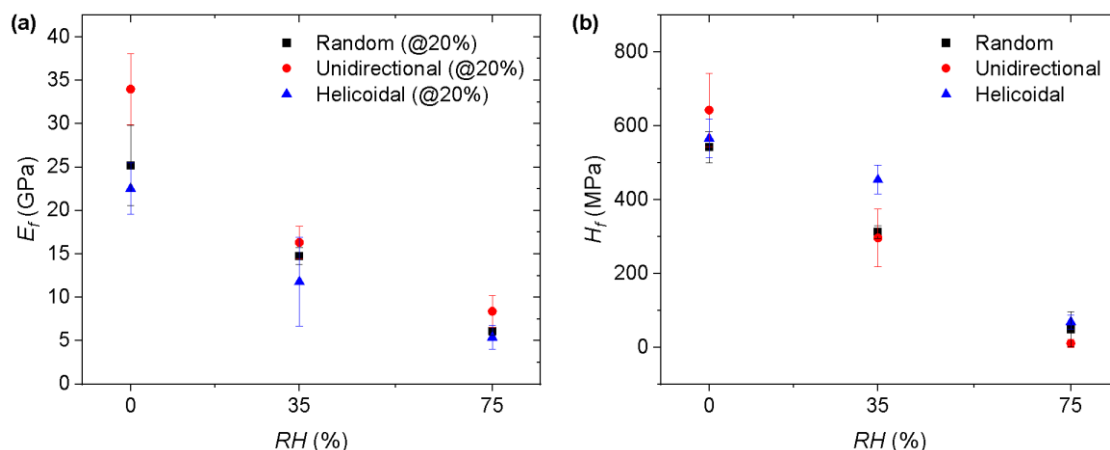 (a)
40
35
30
25
20
15
10
5
0
E_f (GPa)
Random (@20%)
Unidirectional (@20%)
Helicoidal (@20%)
0 35 75
RH (%)
(b)
800
600
400
200
0
H_f (MPa)
Random
Unidirectional
Helicoidal
0 35 75
RH (%)